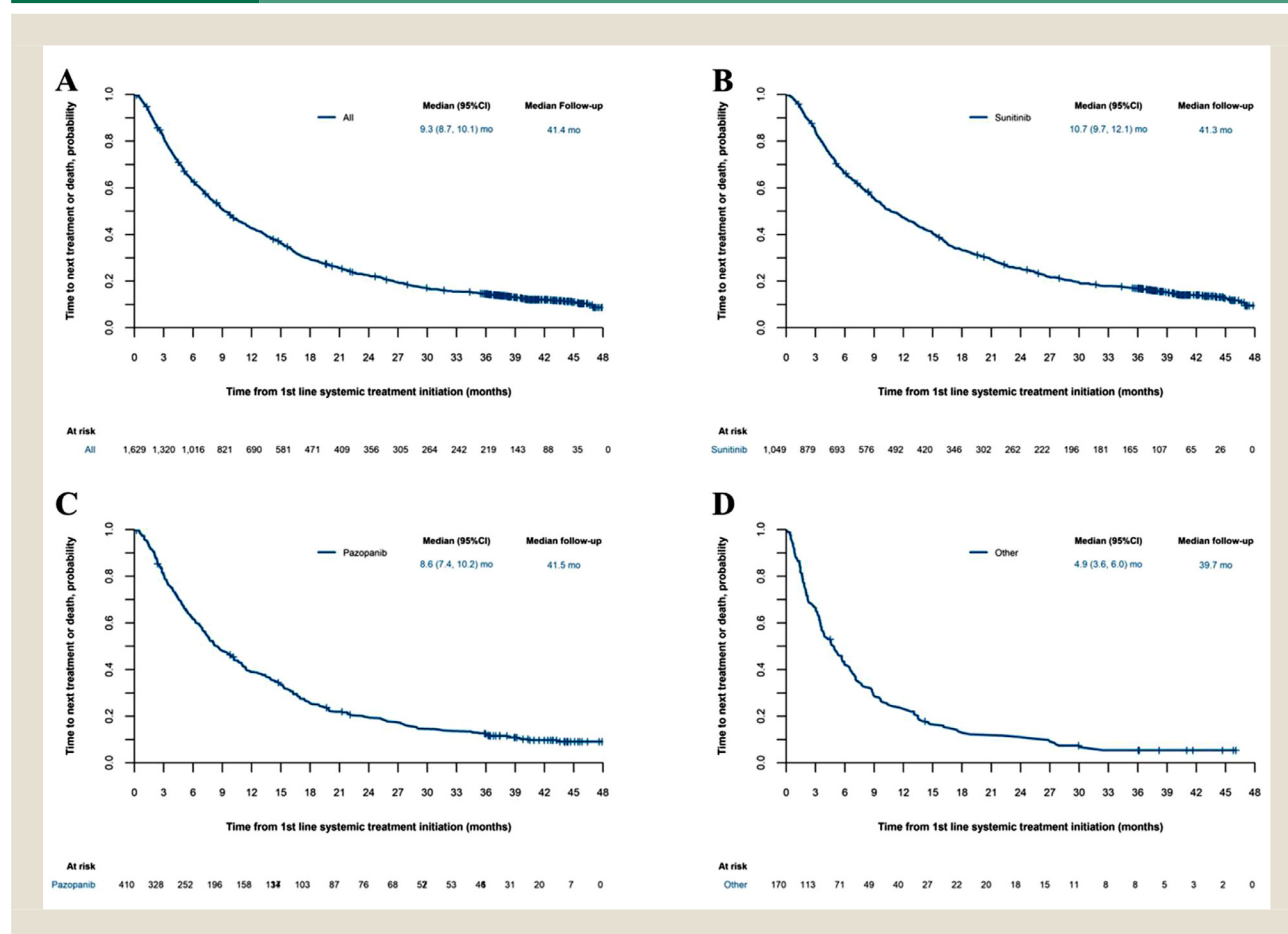 A
Time to next treatment or death, probability
1.0
0.8
0.6
0.4
0.2
0.0
All
Median (95%CI) Median Follow-up
9.3 (8.7, 10.1) mo 41.4 mo
0 3 6 9 12 15 18 21 24 27 30 33 36 39 42 45 48
Time from 1st line systemic treatment initiation (months)
At risk
All 1,629 1,320 1,016 821 690 581 471 409 356 305 264 242 219 143 88 35 0
B
Time to next treatment or death, probability
1.0
0.8
0.6
0.4
0.2
0.0
Sunitinib
Median (95%CI) Median follow-up
10.7 (9.7, 12.1) mo 41.3 mo
0 3 6 9 12 15 18 21 24 27 30 33 36 39 42 45 48
Time from 1st line systemic treatment initiation (months)
At risk
Sunitinib 1,049 879 693 576 492 420 346 302 262 222 196 181 165 107 65 26 0
C
Time to next treatment or death, probability
1.0
0.8
0.6
0.4
0.2
0.0
Pazopanib
Median (95%CI) Median follow-up
8.6 (7.4, 10.2) mo 41.5 mo
0 3 6 9 12 15 18 21 24 27 30 33 36 39 42 45 48
Time from 1st line systemic treatment initiation (months)
At risk
Pazopanib 410 328 252 196 158 103 87 76 68 53 31 20 7 0
D
Time to next treatment or death, probability
1.0
0.8
0.6
0.4
0.2
0.0
Other
Median (95%CI) Median follow-up
4.9 (3.6, 6.0) mo 39.7 mo
0 3 6 9 12 15 18 21 24 27 30 33 36 39 42 45 48
Time from 1st line systemic treatment initiation (months)
At risk
Other 170 113 71 49 40 27 22 20 18 15 11 8 8 5 3 2 0